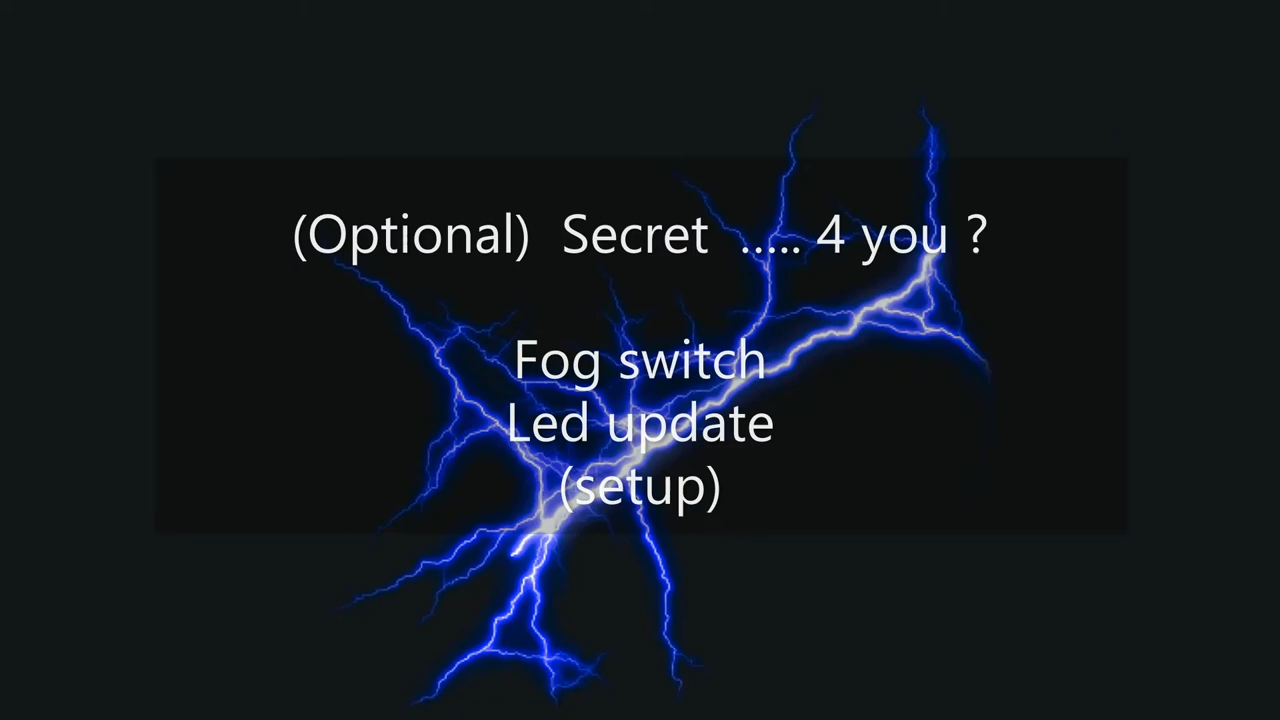 (Optional) Secret ..... 4 you ?
Fog switch
Led update
(setup)